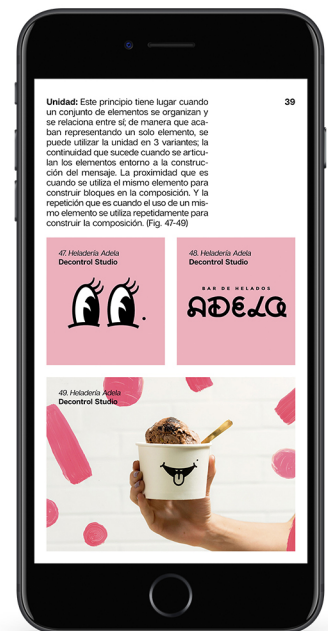 Unidad: Este principio tiene lugar cuando
un conjunto de elementos se organizan y
se relaciona entre sí; de manera que aca-
ban representando un solo elemento, se
puede utilizar la unidad en 3 variantes; la
continuidad que sucede cuando se articu-
lan los elementos entorno a la construc-
ción del mensaje. La proximidad que es
cuando se utiliza el mismo elemento para
construir bloques en la composición. Y la
repetición que es cuando el uso de un mis-
mo elemento se utiliza repetidamente para
construir la composición. (Fig. 47-49)
39
47. Heladería Adela
Decontrol Studio
48. Heladería Adela
Decontrol Studio
BAR DE HELADOS
ADELA
49. Heladería Adela
Decontrol Studio